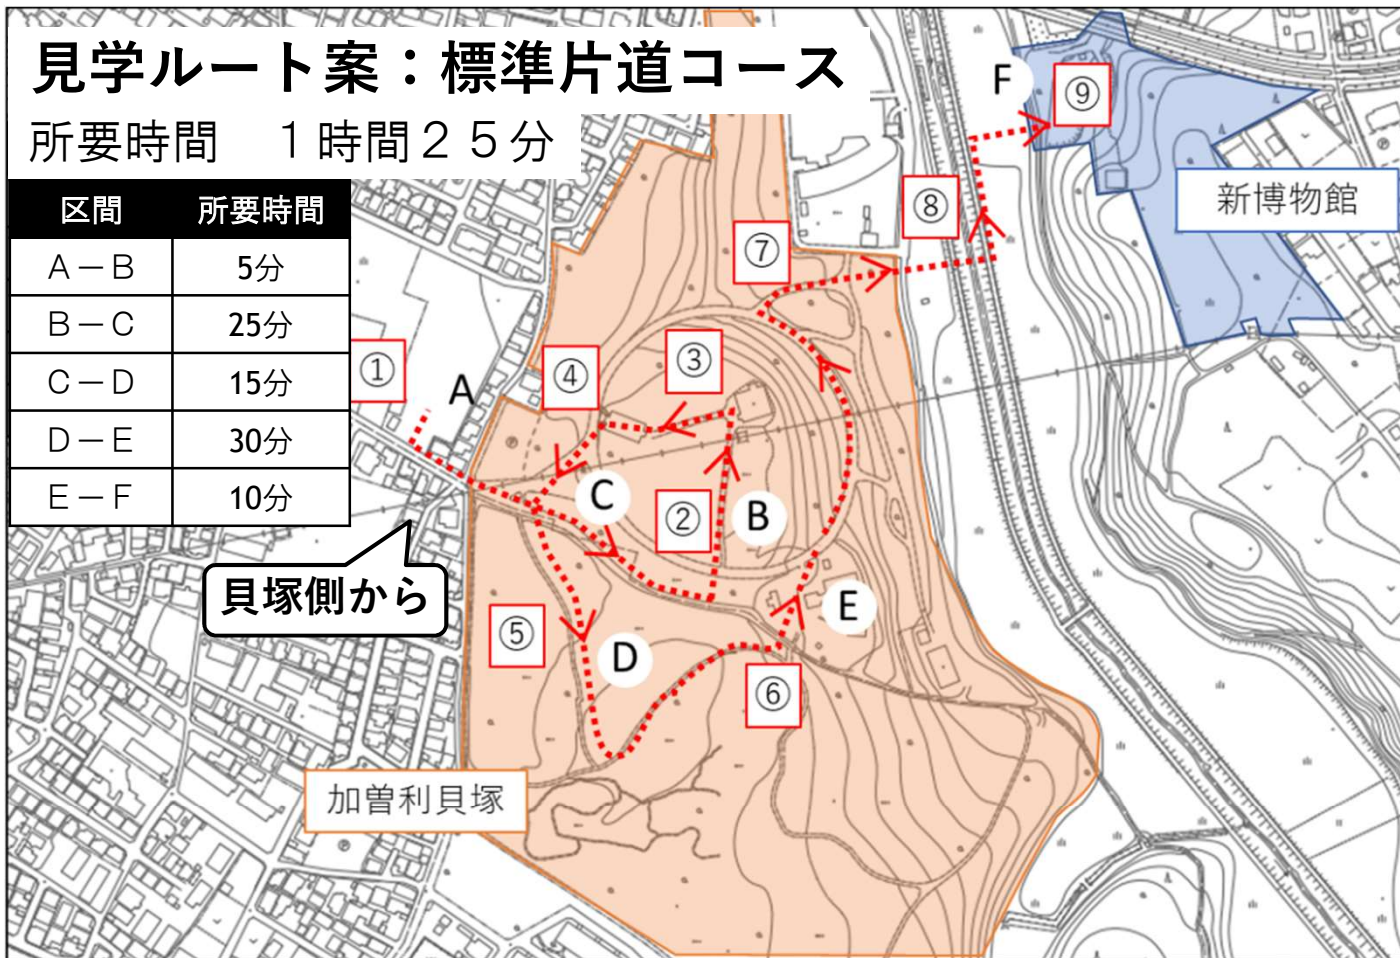 見学ルート案：標準片道コース
所要時間　１時間２５分
区間 所要時間
A－B 5分
B－C 25分
C－D 15分
D－E 30分
E－F 10分
貝塚側から
加曽利貝塚
新博物館
①
A
④
③
⑦
⑧
F
⑨
C
②
B
⑤
D
E
⑥